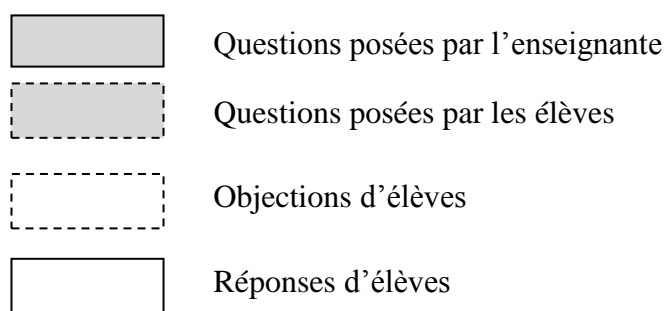 Questions posées par l’enseignante
Questions posées par les élèves
Objections d’élèves
Réponses d’élèves